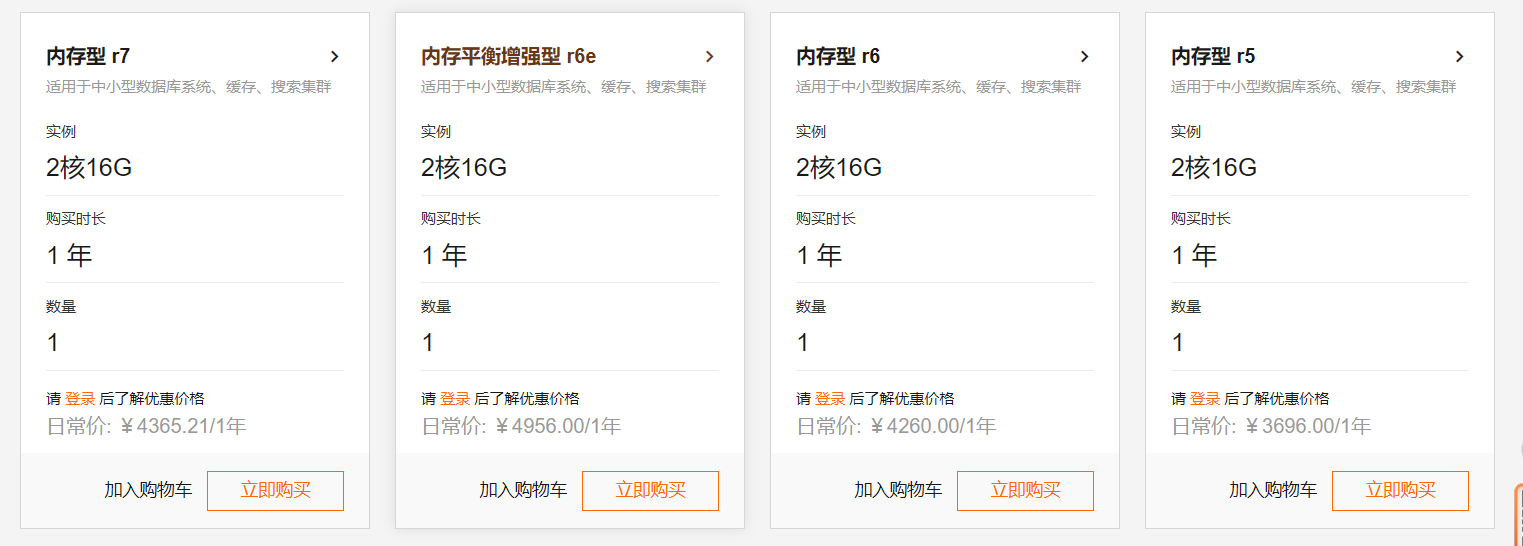 内存型 r7
适用于中小型数据库系统、缓存、搜索集群
实例
2核16G
购买时长
1 年
数量
1
请 登录 后了解优惠价格
日常价: ￥4365.21/1年
加入购物车 立即购买
内存平衡增强型 r6e
适用于中小型数据库系统、缓存、搜索集群
实例
2核16G
购买时长
1 年
数量
1
请 登录 后了解优惠价格
日常价: ￥4956.00/1年
加入购物车 立即购买
内存型 r6
适用于中小型数据库系统、缓存、搜索集群
实例
2核16G
购买时长
1 年
数量
1
请 登录 后了解优惠价格
日常价: ￥4260.00/1年
加入购物车 立即购买
内存型 r5
适用于中小型数据库系统、缓存、搜索集群
实例
2核16G
购买时长
1 年
数量
1
请 登录 后了解优惠价格
日常价: ￥3696.00/1年
加入购物车 立即购买